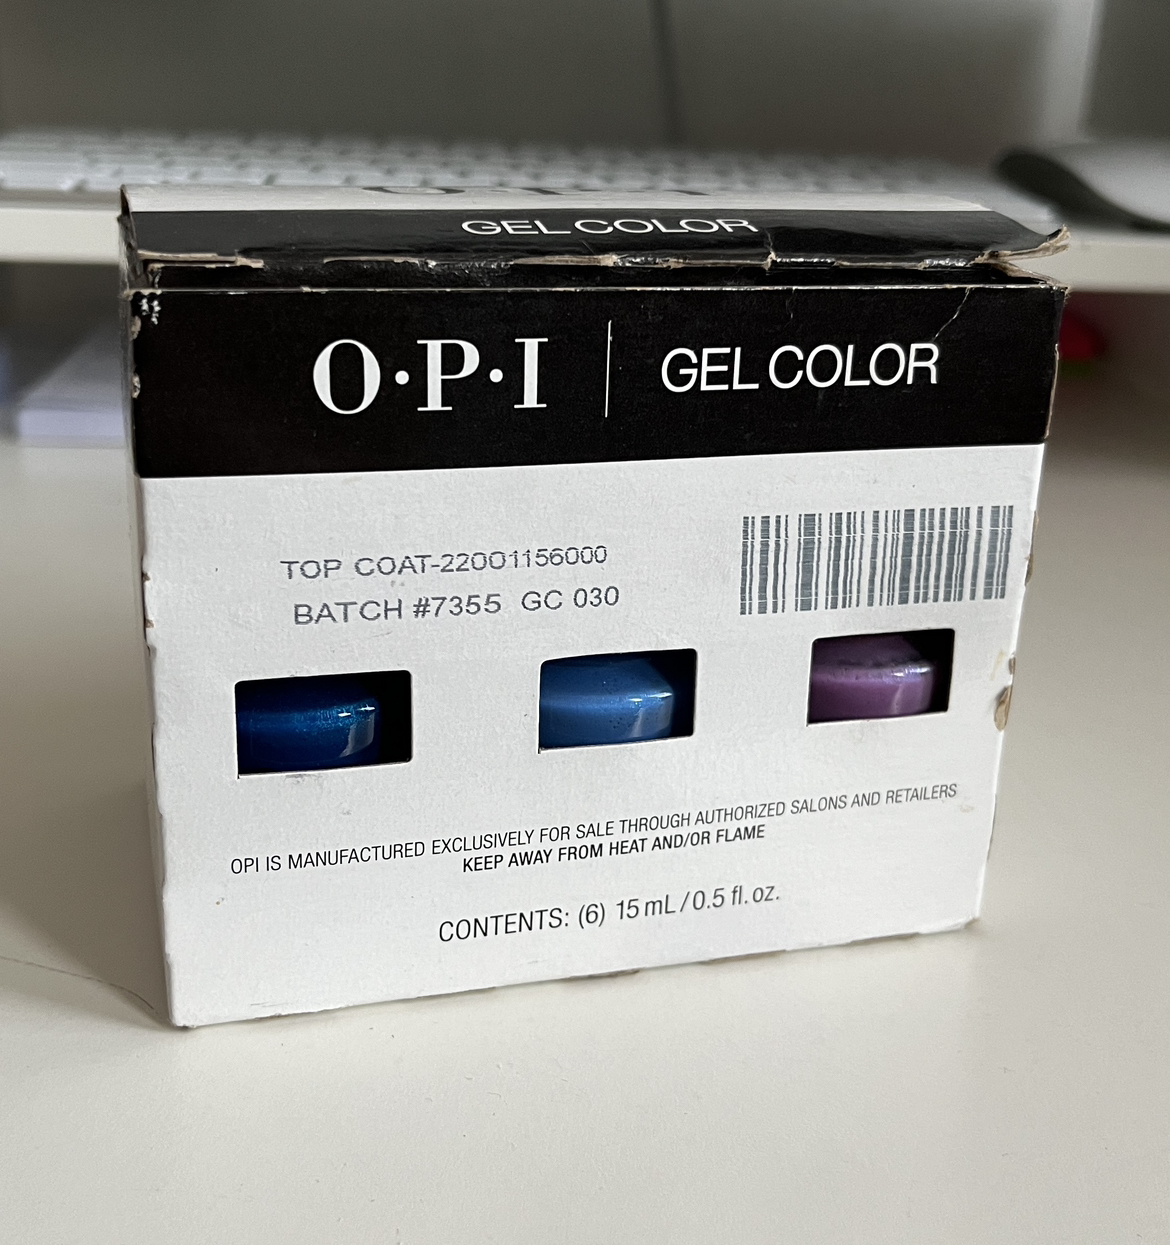 GEL COLOR
O·P·I | GEL COLOR
TOP COAT-22001156000
BATCH #7355 GC 030
OPI IS MANUFACTURED EXCLUSIVELY FOR SALE THROUGH AUTHORIZED SALONS AND RETAILERS
KEEP AWAY FROM HEAT AND/OR FLAME
CONTENTS: (6) 15 mL / 0.5 fl. oz.